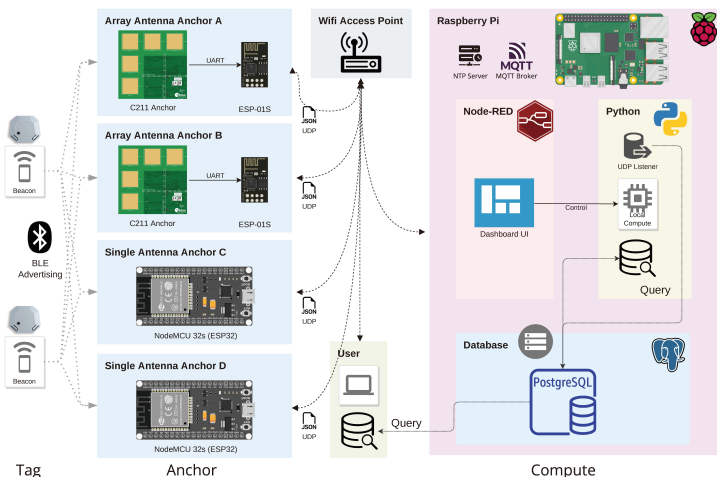 Array Antenna Anchor A
UART
C211 Anchor
ESP-01S
Array Antenna Anchor B
UART
C211 Anchor
ESP-01S
Single Antenna Anchor C
NodeMCU 32s (ESP32)
Single Antenna Anchor D
NodeMCU 32s (ESP32)
Beacon
BLE
Advertising
Beacon
Wifi Access Point
JSON
UDP
JSON
UDP
JSON
UDP
JSON
UDP
User
Query
Raspberry Pi
NTP Server
MQTT
MQTT Broker
Node-RED
Dashboard UI
Control
Python
UDP Listener
Local
Compute
Query
Database
PostgreSQL
Tag
Anchor
Compute